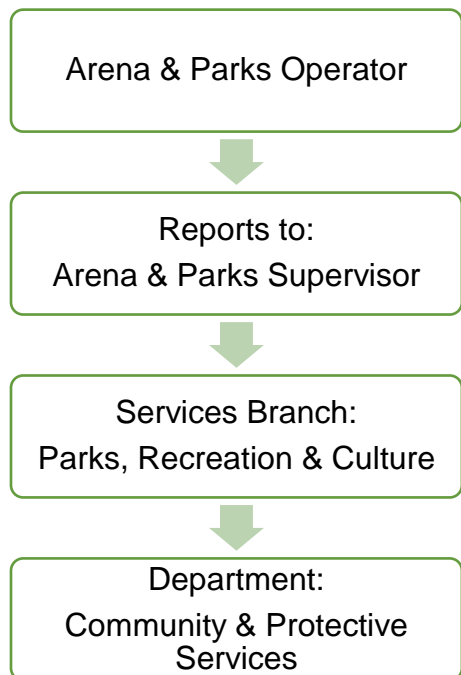 Arena & Parks Operator
Reports to:
Arena & Parks Supervisor
Services Branch:
Parks, Recreation & Culture
Department:
Community & Protective
Services